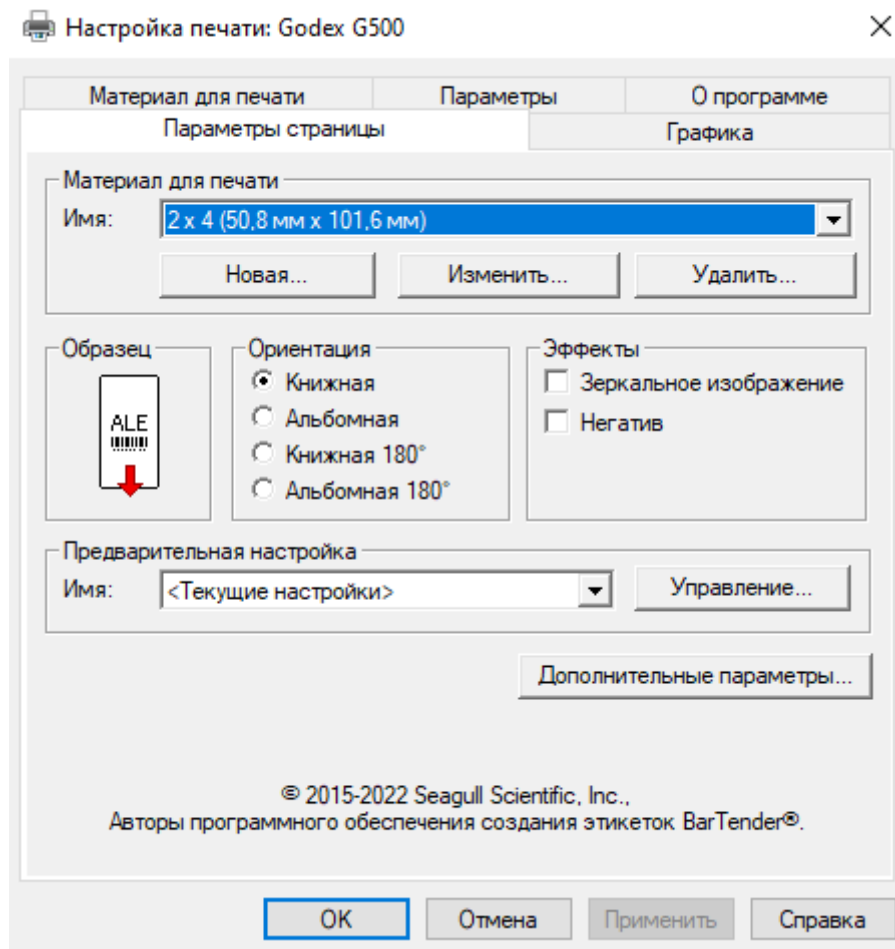 Настройка печати: Godex G500
Материал для печати
Параметры
О программе
Параметры страницы
Графика
Материал для печати
Имя:
2 x 4 (50,8 мм x 101,6 мм)
Новая...
Изменить...
Удалить...
Образец
ALE
Ориентация
Книжная
Альбомная
Книжная 180°
Альбомная 180°
Эффекты
Зеркальное изображение
Негатив
Предварительная настройка
Имя:
<Текущие настройки>
Управление...
Дополнительные параметры...
© 2015-2022 Seagull Scientific, Inc.,
Авторы программного обеспечения создания этикеток BarTender®.
OK
Отмена
Применить
Справка